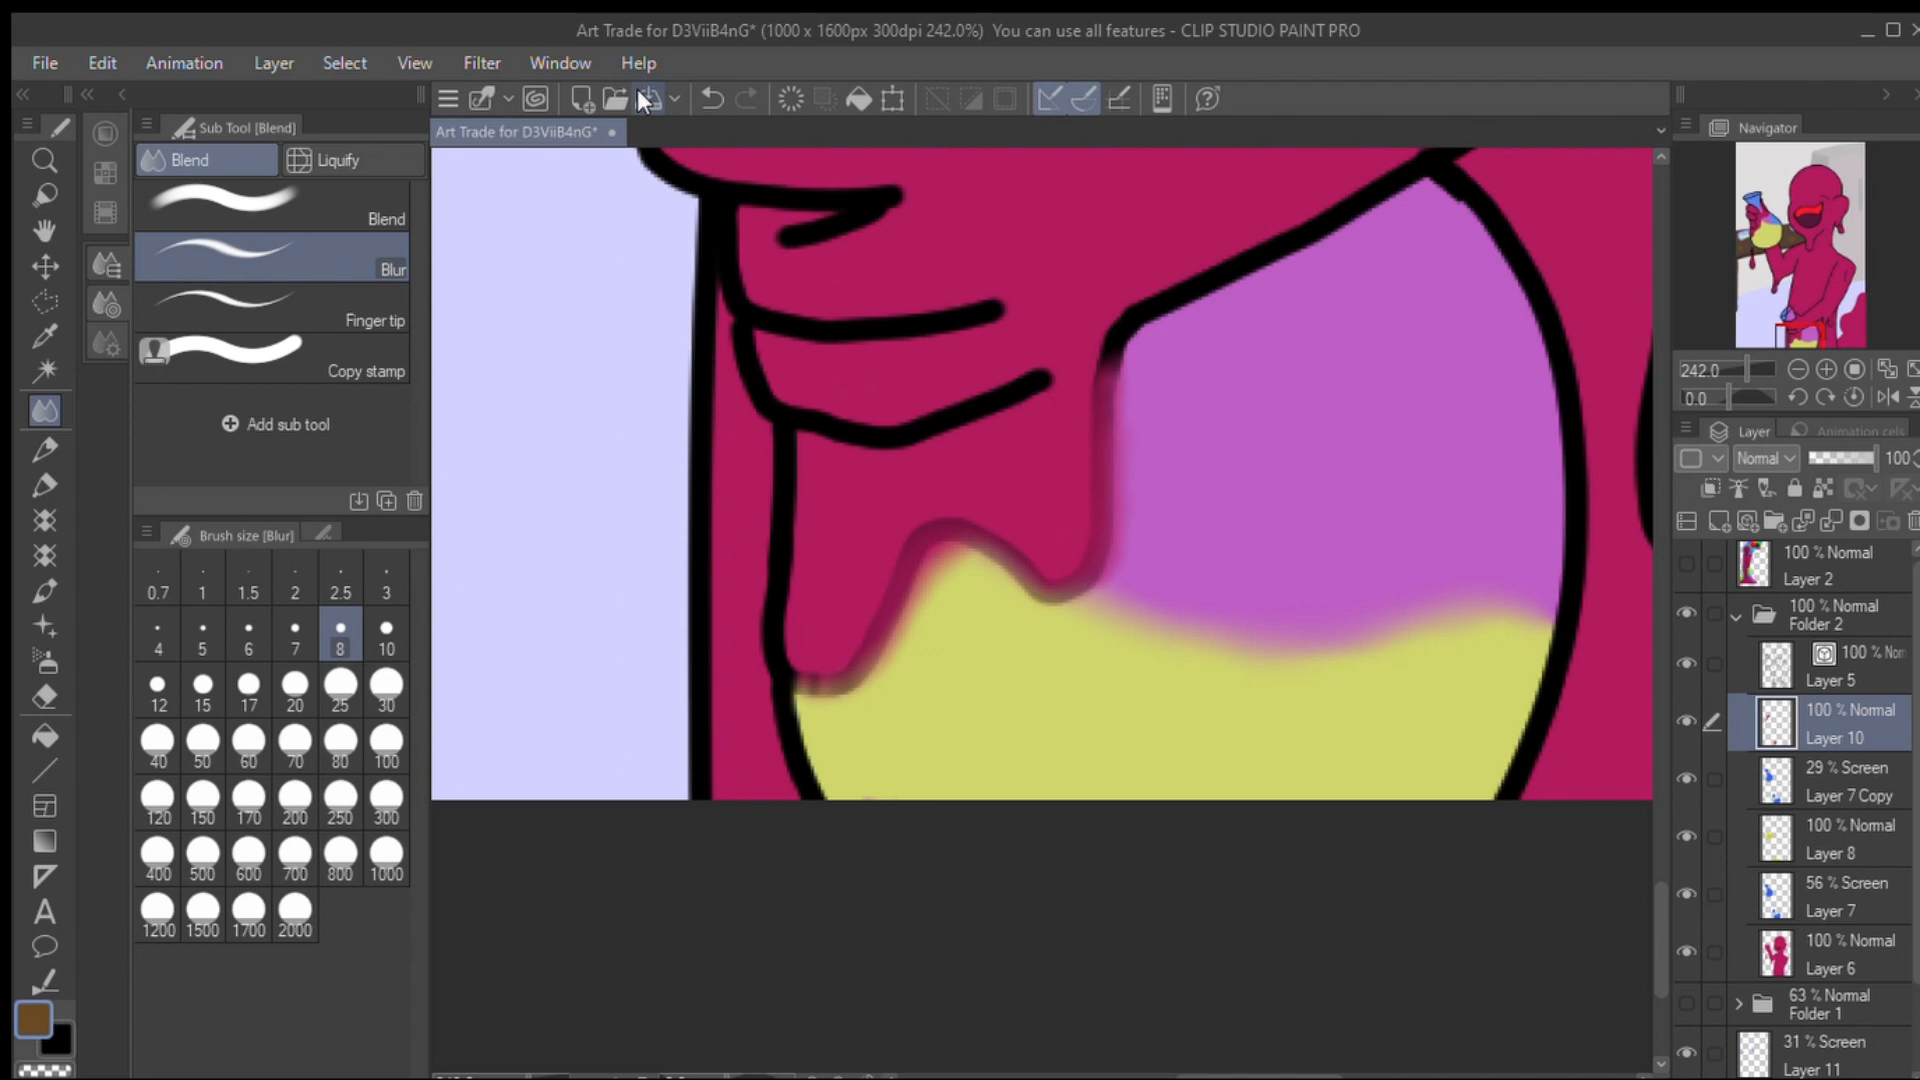 Art Trade for D3ViiB4nG* (1000 x 1600px 300dpi 242.0%) You can use all features - CLIP STUDIO PAINT PRO
File Edit Animation Layer Select View Filter Window Help
Sub Tool [Blend]
Art Trade for D3ViiB4nG*
Navigator
Blend Liquify
Blend
Blur
Finger tip
Copy stamp
Add sub tool
Brush size [Blur]
0.7 1 1.5 2 2.5 3
4 5 6 7 8 10
12 15 17 20 25 30
40 50 60 70 80 100
120 150 170 200 250 300
400 500 600 700 800 1000
1200 1500 1700 2000
242.0
0.0
Layer Animation cels
Normal 100
100 % Normal
Layer 2
100 % Normal
Folder 2
100 % Nor
Layer 5
100 % Normal
Layer 10
29 % Screen
Layer 7 Copy
100 % Normal
Layer 8
56 % Screen
Layer 7
100 % Normal
Layer 6
63 % Normal
Folder 1
31 % Screen
Layer 11